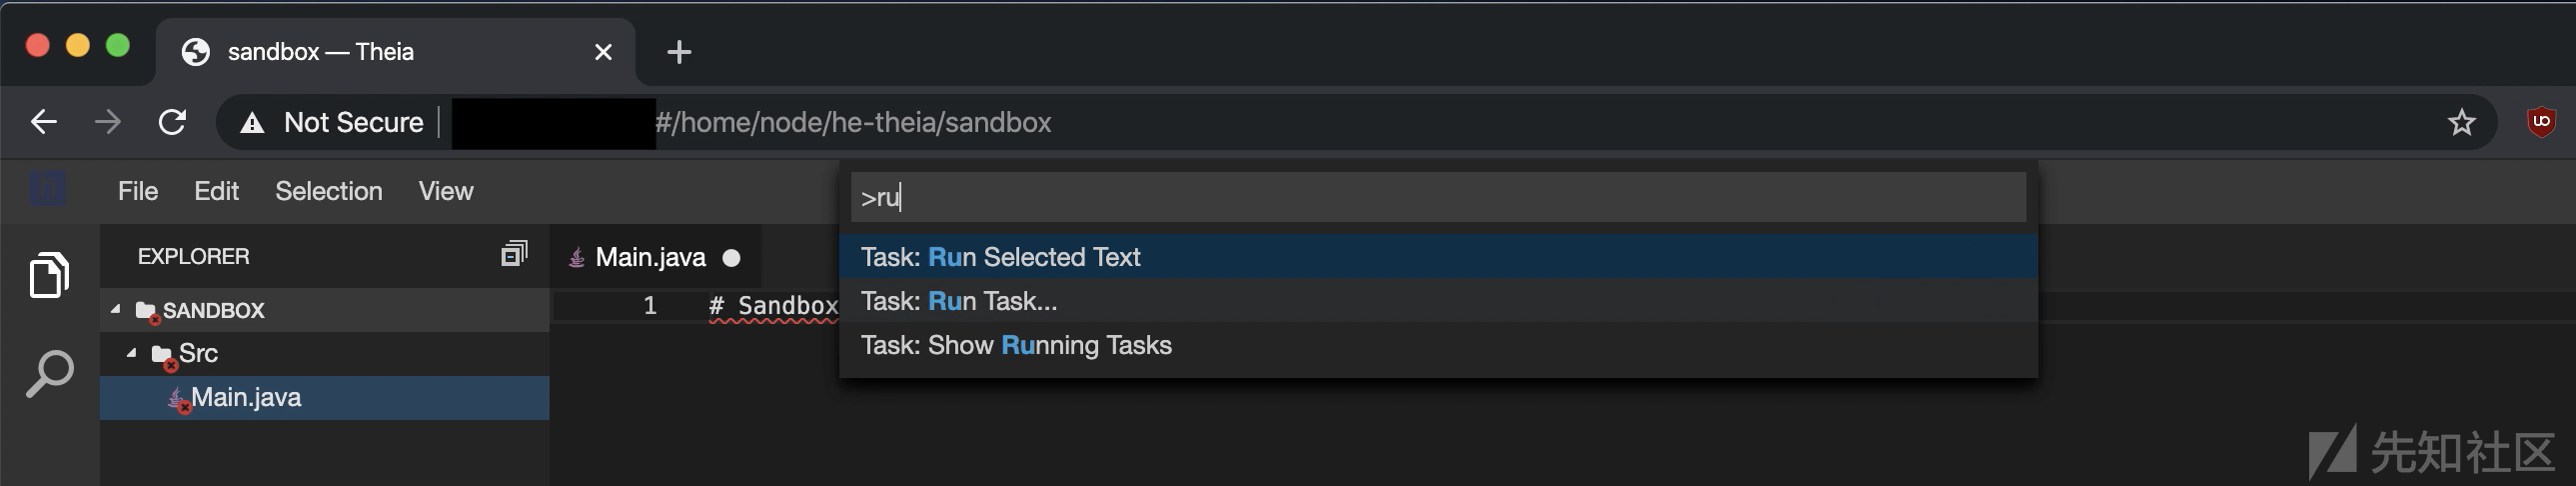 sandbox — Theia
Not Secure
#/home/node/he-theia/sandbox
File Edit Selection View
>ru
EXPLORER
Main.java
Task: Run Selected Text
SANDBOX
1 # Sandbox
Task: Run Task...
Src
Task: Show Running Tasks
Main.java
先知社区